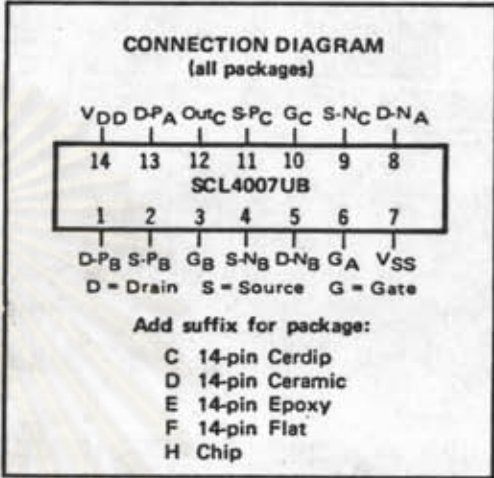 CONNECTION DIAGRAM
(all packages)
VDD D-PA OutC S-PC GC S-NC D-NA
14 13 12 11 10 9 8
SCL4007UB
1 2 3 4 5 6 7
D-PB S-PB GB S-NB D-NB GA VSS
D = Drain S = Source G = Gate
Add suffix for package:
C 14-pin Cerdip
D 14-pin Ceramic
E 14-pin Epoxy
F 14-pin Flat
H Chip